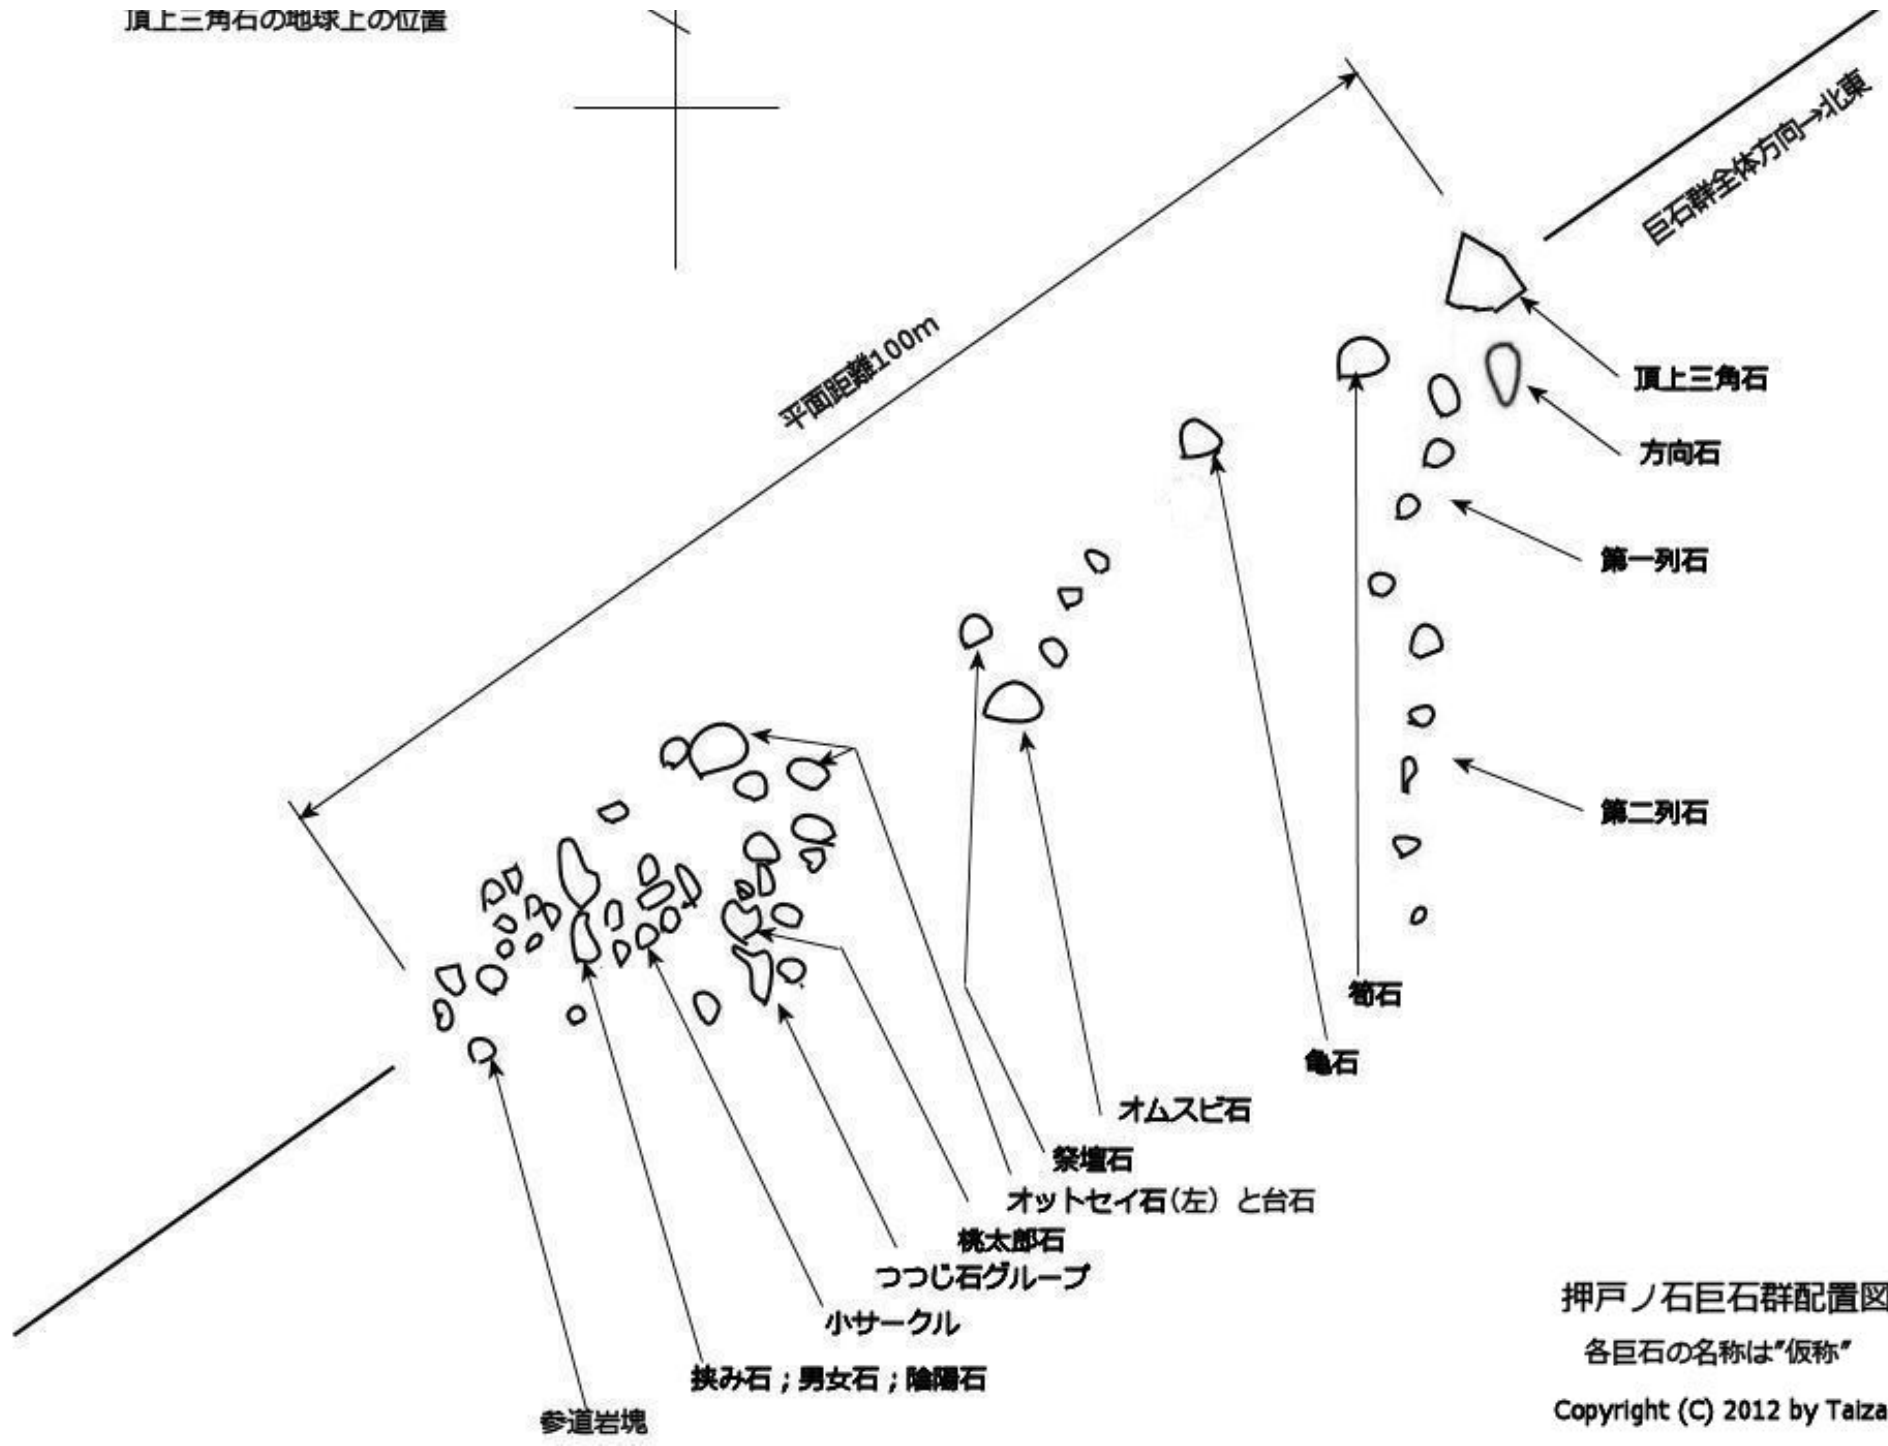 頂上三角石の地球上の位置
巨石群全体方向→北東
平面距離100m
頂上三角石
方向石
第一列石
第二列石
筍石
亀石
オムスビ石
祭壇石
オットセイ石(左) と台石
桃太郎石
つつじ石グループ
小サークル
挟み石；男女石；陰陽石
参道岩塊
押戸ノ石巨石群配置図
各巨石の名称は"仮称"
Copyright (C) 2012 by Taiza